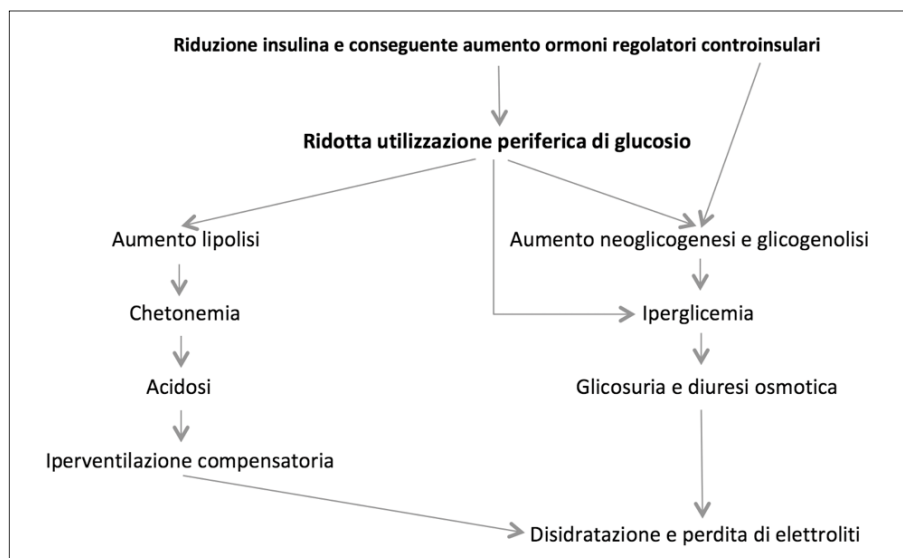 Riduzione insulina e conseguente aumento ormoni regolatori controinsulari
Ridotta utilizzazione periferica di glucosio
Aumento lipolisi
Aumento neoglicogenesi e glicogenolisi
Chetonemia
Iperglicemia
Acidosi
Glicosuria e diuresi osmotica
Iperventilazione compensatoria
Disidratazione e perdita di elettroliti